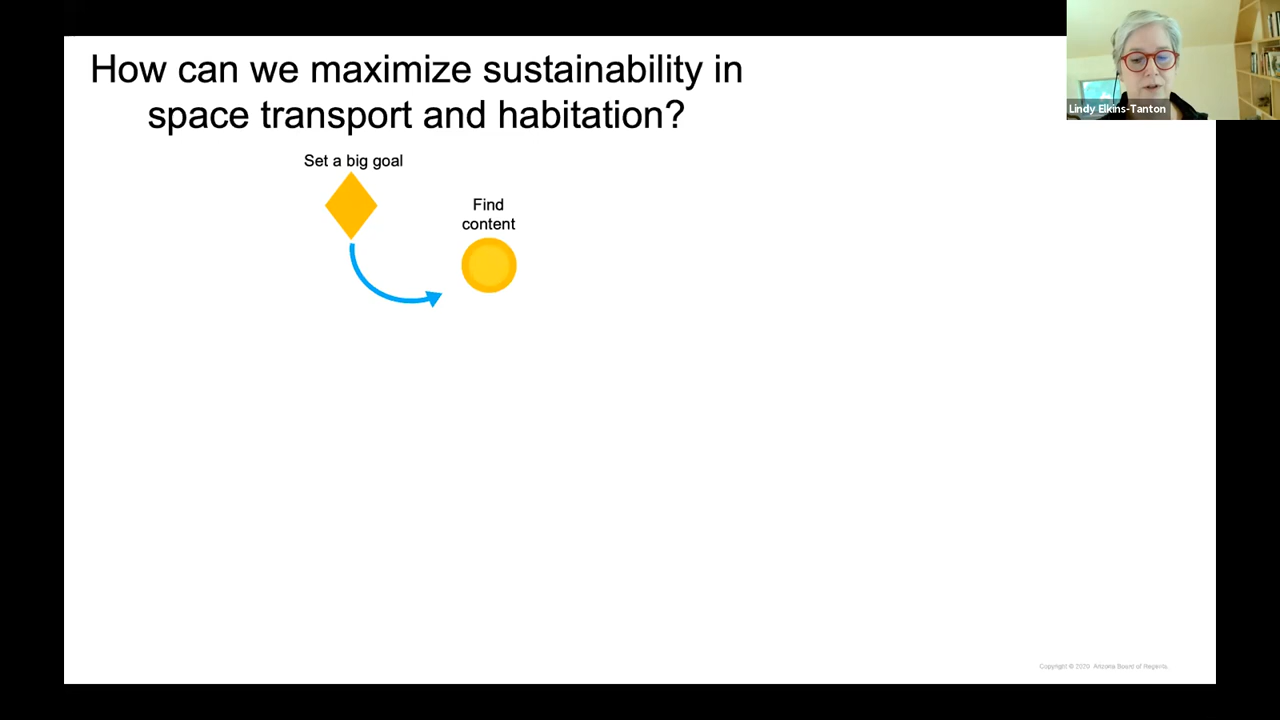 How can we maximize sustainability in
space transport and habitation?
Set a big goal
Find
content
Lindy Elkins-Tanton
Copyright © 2020 Arizona Board of Regents.